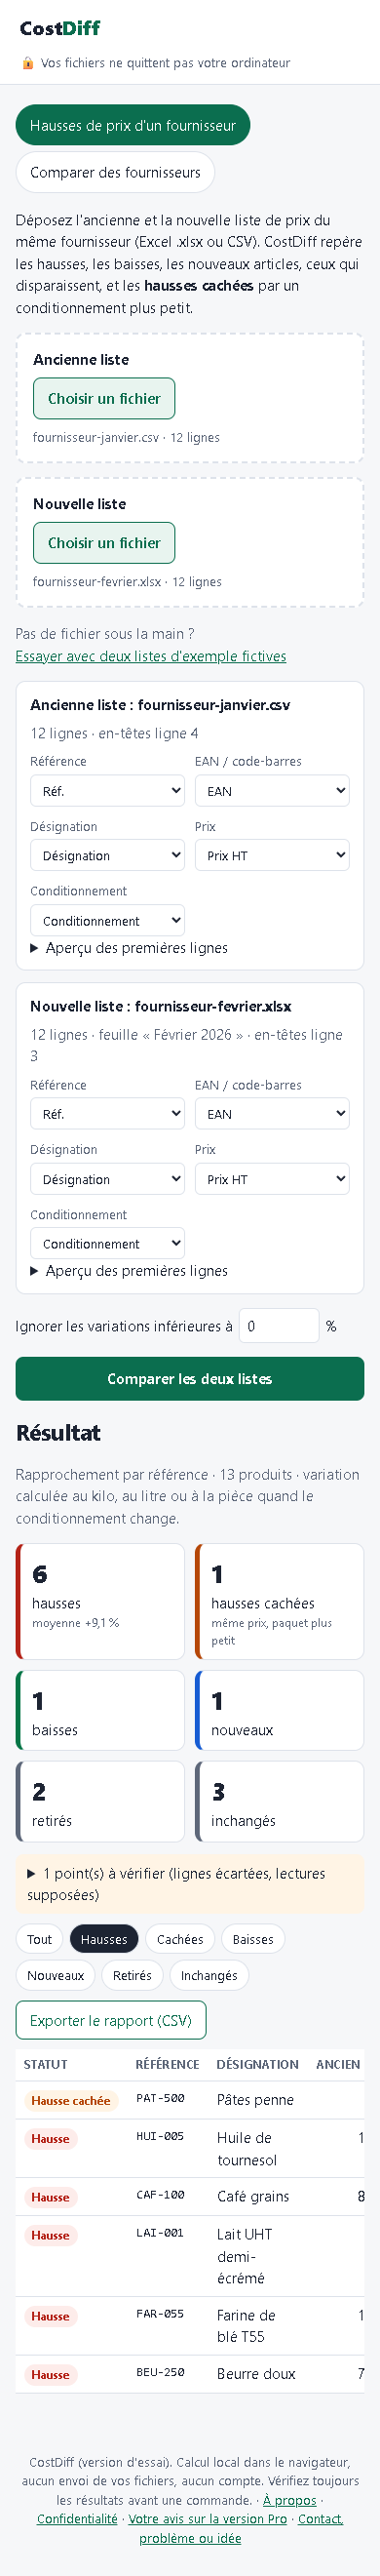 CostDiff
🔒 Vos fichiers ne quittent pas votre ordinateur
Hausses de prix d'un fournisseur
Comparer des fournisseurs
Déposez l'ancienne et la nouvelle liste de prix du
même fournisseur (Excel .xlsx ou CSV). CostDiff repère
les hausses, les baisses, les nouveaux articles, ceux qui
disparaissent, et les hausses cachées par un
conditionnement plus petit.
Ancienne liste
Choisir un fichier
fournisseur-janvier.csv · 12 lignes
Nouvelle liste
Choisir un fichier
fournisseur-fevrier.xlsx · 12 lignes
Pas de fichier sous la main ?
Essayer avec deux listes d'exemple fictives
Ancienne liste : fournisseur-janvier.csv
12 lignes · en-têtes ligne 4
Référence EAN / code-barres
Réf. EAN
Désignation Prix
Désignation Prix HT
Conditionnement
Conditionnement
▶ Aperçu des premières lignes
Nouvelle liste : fournisseur-fevrier.xlsx
12 lignes · feuille « Février 2026 » · en-têtes ligne
3
Référence EAN / code-barres
Réf. EAN
Désignation Prix
Désignation Prix HT
Conditionnement
Conditionnement
▶ Aperçu des premières lignes
Ignorer les variations inférieures à 0 %
Comparer les deux listes
Résultat
Rapprochement par référence · 13 produits · variation
calculée au kilo, au litre ou à la pièce quand le
conditionnement change.
6
hausses
moyenne +9,1 %
1
hausses cachées
même prix, paquet plus
petit
1
baisses
1
nouveaux
2
retirés
3
inchangés
▶ 1 point(s) à vérifier (lignes écartées, lectures
supposées)
Tout Hausses Cachées Baisses
Nouveaux Retirés Inchangés
Exporter le rapport (CSV)
STATUT RÉFÉRENCE DÉSIGNATION ANCIEN
Hausse cachée PAT-500 Pâtes penne
Hausse HUI-005 Huile de 1
tournesol
Hausse CAF-100 Café grains 8
Hausse LAI-001 Lait UHT
demi-
écrémé
Hausse FAR-055 Farine de 1
blé T55
Hausse BEU-250 Beurre doux 7
CostDiff (version d'essai). Calcul local dans le navigateur,
aucun envoi de vos fichiers, aucun compte. Vérifiez toujours
les résultats avant une commande. · À propos ·
Confidentialité · Votre avis sur la version Pro · Contact,
problème ou idée